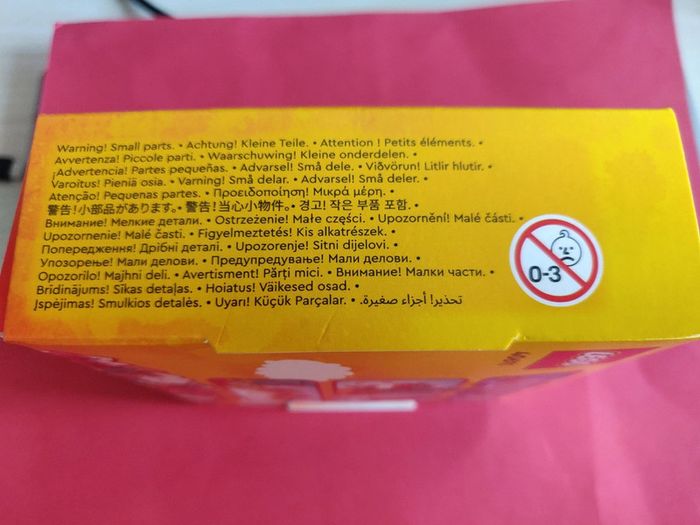 Warning! Small parts. • Achtung! Kleine Teile. • Attention ! Petits éléments. •
Avvertenza! Piccole parti. • Waarschuwing! Kleine onderdelen. •
¡Advertencia! Partes pequeñas. • Advarsel! Små dele. • Viðvörun! Litlir hlutir. •
Varoitus! Pieniä osia. • Varning! Små delar. • Advarsel! Små deler. •
Atenção! Pequenas partes. • Προειδοποίηση! Μικρά μέρη. •
警告！小部品があります。• 警告！当心小物件。• 경고! 작은 부품 포함. •
Внимание! Мелкие детали. • Ostrzeżenie! Małe części. • Upozornění! Malé části. •
Upozornenie! Malé časti. • Figyelmeztetés! Kis alkatrészek. •
Попередження! Дрібні деталі. • Upozorenje! Sitni dijelovi. •
Упозорење! Мали делови. • Предупредување! Мали делови. •
Opozorilo! Majhni deli. • Avertisment! Părți mici. • Внимание! Малки части. •
Brīdinājums! Sīkas detaļas. • Hoiatus! Väikesed osad. •
Įspėjimas! Smulkios detalės. • Uyarı! Küçük Parçalar. • تحذير! أجزاء صغيرة.
0-3